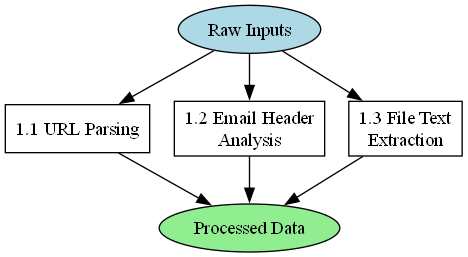 Raw Inputs
1.1 URL Parsing
1.2 Email Header
Analysis
1.3 File Text
Extraction
Processed Data